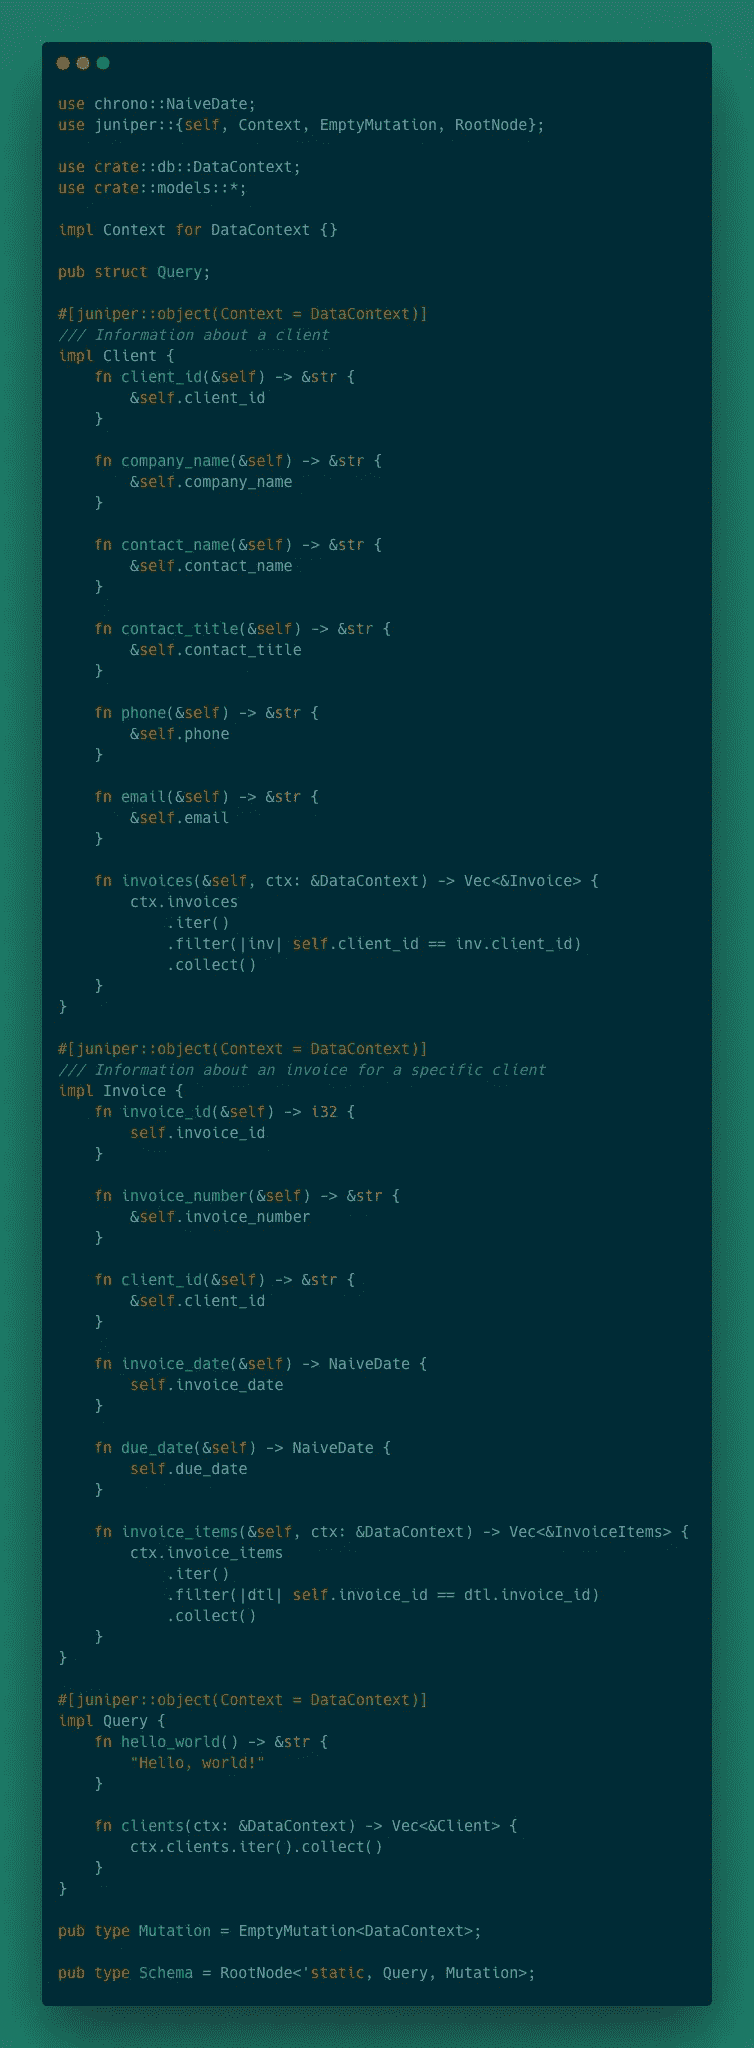 use chrono::NaiveDate;
use juniper::{self, Context, EmptyMutation, RootNode};

use crate::db::DataContext;
use crate::models::*;

impl Context for DataContext {}

pub struct Query;

#[juniper::object(Context = DataContext)]
/// Information about a client
impl Client {
    fn client_id(&self) -> &str {
        &self.client_id
    }

    fn company_name(&self) -> &str {
        &self.company_name
    }

    fn contact_name(&self) -> &str {
        &self.contact_name
    }

    fn contact_title(&self) -> &str {
        &self.contact_title
    }

    fn phone(&self) -> &str {
        &self.phone
    }

    fn email(&self) -> &str {
        &self.email
    }

    fn invoices(&self, ctx: &DataContext) -> Vec<&Invoice> {
        ctx.invoices
            .iter()
            .filter(|inv| self.client_id == inv.client_id)
            .collect()
    }
}

#[juniper::object(Context = DataContext)]
/// Information about an invoice for a specific client
impl Invoice {
    fn invoice_id(&self) -> i32 {
        self.invoice_id
    }

    fn invoice_number(&self) -> &str {
        &self.invoice_number
    }

    fn client_id(&self) -> &str {
        &self.client_id
    }

    fn invoice_date(&self) -> NaiveDate {
        self.invoice_date
    }

    fn due_date(&self) -> NaiveDate {
        self.due_date
    }

    fn invoice_items(&self, ctx: &DataContext) -> Vec<&InvoiceItems> {
        ctx.invoice_items
            .iter()
            .filter(|dtl| self.invoice_id == dtl.invoice_id)
            .collect()
    }
}

#[juniper::object(Context = DataContext)]
impl Query {
    fn hello_world() -> &str {
        "Hello, world!"
    }

    fn clients(ctx: &DataContext) -> Vec<&Client> {
        ctx.clients.iter().collect()
    }
}

pub type Mutation = EmptyMutation<DataContext>;

pub type Schema = RootNode<'static, Query, Mutation>;